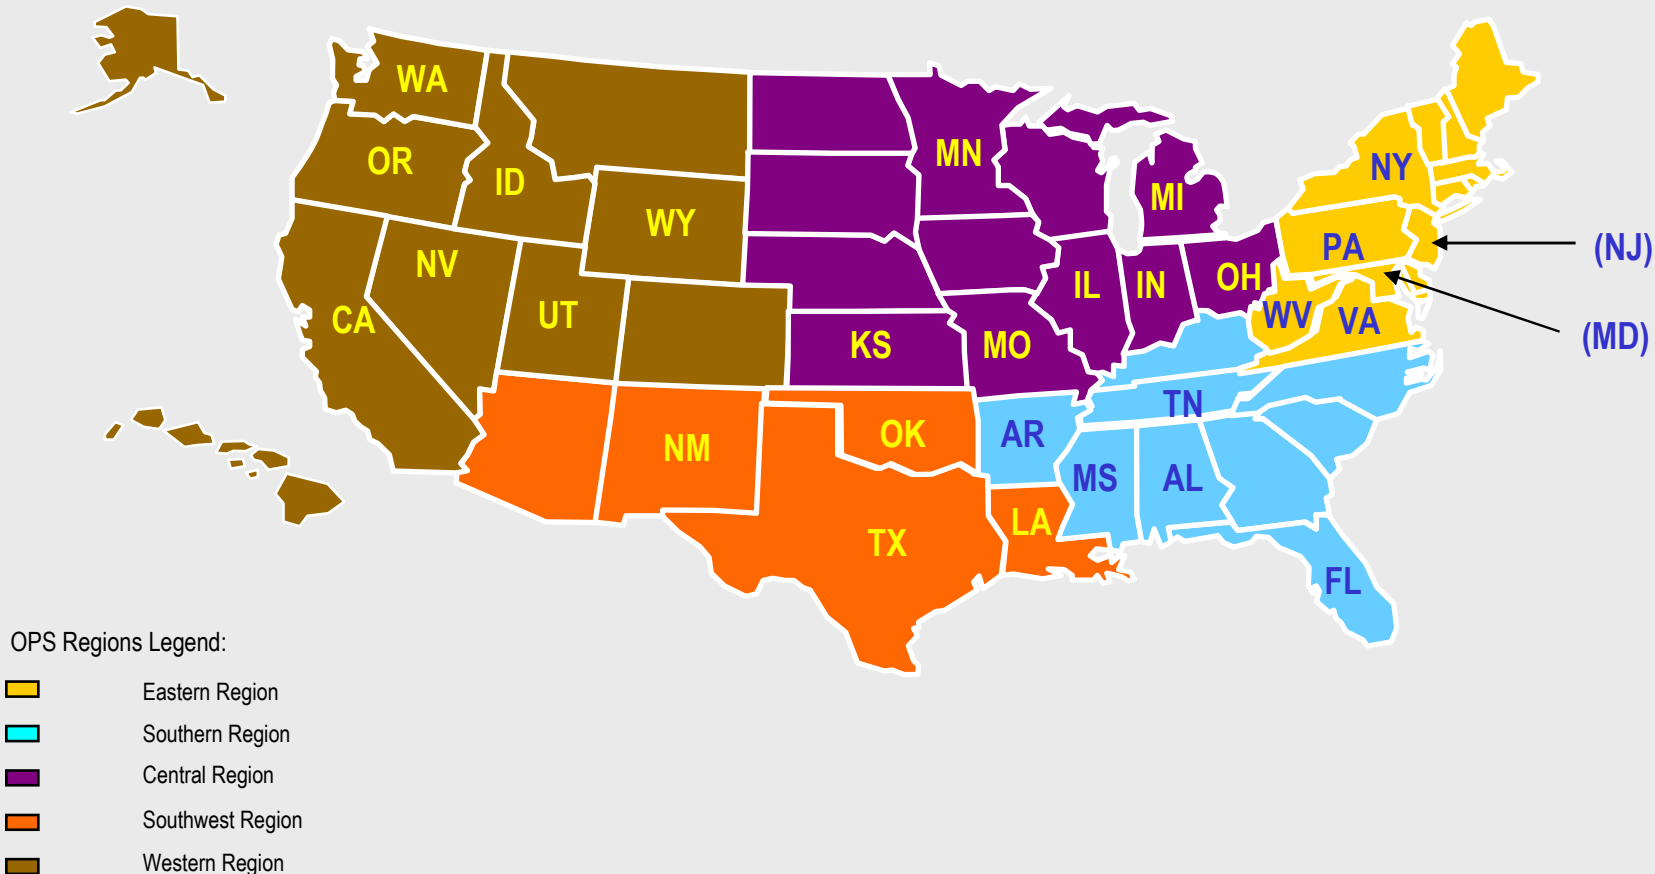 WA
OR
ID
MN
NY
MI
WY
PA
(NJ)
NV
OH
IL
IN
UT
WV
VA
(MD)
CA
KS
MO
TN
NM
OK
AR
MS
AL
LA
TX
FL
OPS Regions Legend:
Eastern Region
Southern Region
Central Region
Southwest Region
Western Region